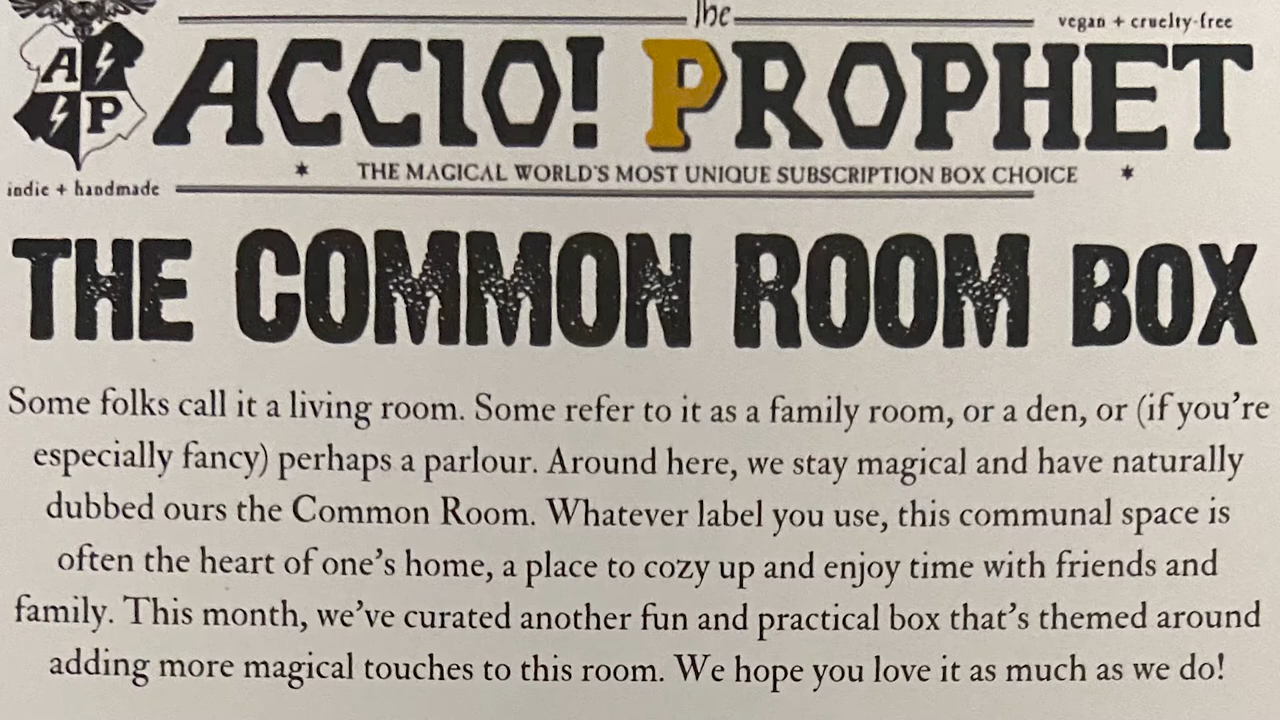 The
vegan + cruelty-free
ACCIO! PROPHET
A
P
THE MAGICAL WORLD'S MOST UNIQUE SUBSCRIPTION BOX CHOICE
indie + handmade
THE COMMON ROOM BOX
Some folks call it a living room. Some refer to it as a family room, or a den, or (if you're
especially fancy) perhaps a parlour. Around here, we stay magical and have naturally
dubbed ours the Common Room. Whatever label you use, this communal space is
often the heart of one's home, a place to cozy up and enjoy time with friends and
family. This month, we've curated another fun and practical box that's themed around
adding more magical touches to this room. We hope you love it as much as we do!